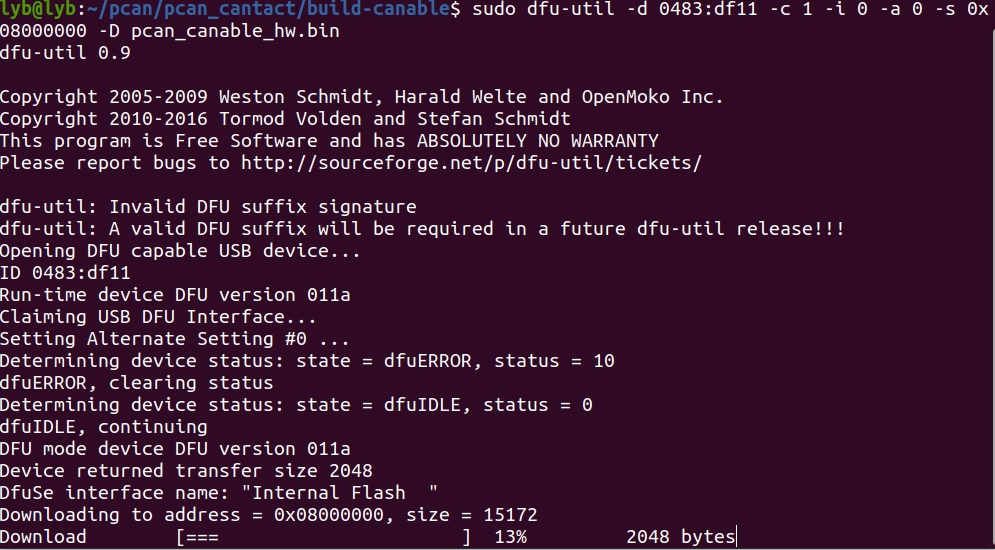 lyb@lyb:~/pcan/pcan_cantact/build-canable$ sudo dfu-util -d 0483:df11 -c 1 -i 0 -a 0 -s 0x
08000000 -D pcan_canable_hw.bin
dfu-util 0.9
Copyright 2005-2009 Weston Schmidt, Harald Welte and OpenMoko Inc.
Copyright 2010-2016 Tormod Volden and Stefan Schmidt
This program is Free Software and has ABSOLUTELY NO WARRANTY
Please report bugs to http://sourceforge.net/p/dfu-util/tickets/
dfu-util: Invalid DFU suffix signature
dfu-util: A valid DFU suffix will be required in a future dfu-util release!!!
Opening DFU capable USB device...
ID 0483:df11
Run-time device DFU version 011a
Claiming USB DFU Interface...
Setting Alternate Setting #0 ...
Determining device status: state = dfuERROR, status = 10
dfuERROR, clearing status
Determining device status: state = dfuIDLE, status = 0
dfuIDLE, continuing
DFU mode device DFU version 011a
Device returned transfer size 2048
DfuSe interface name: "Internal Flash  "
Downloading to address = 0x08000000, size = 15172
Download        [===                      ]  13%         2048 bytes